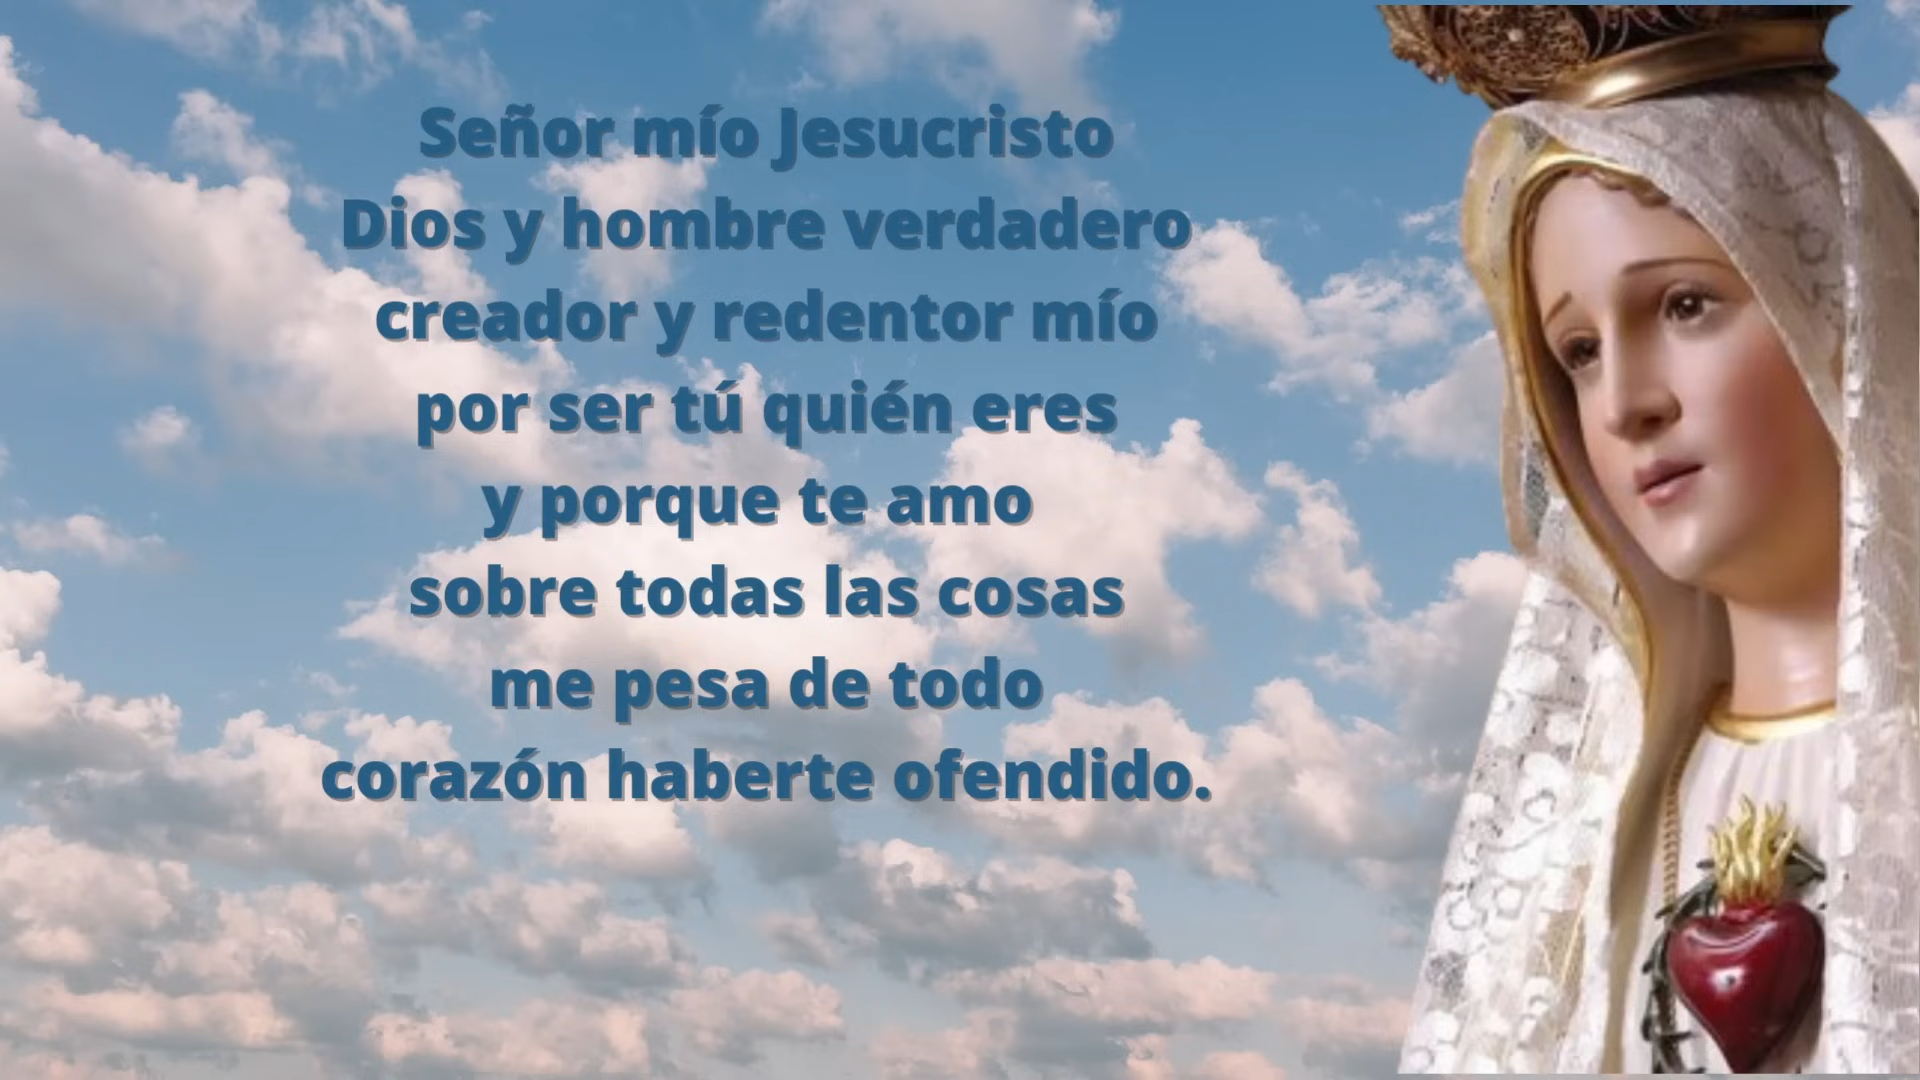 Señor mío Jesucristo
Dios y hombre verdadero
creador y redentor mío
por ser tú quién eres
y porque te amo
sobre todas las cosas
me pesa de todo
corazón haberte ofendido.